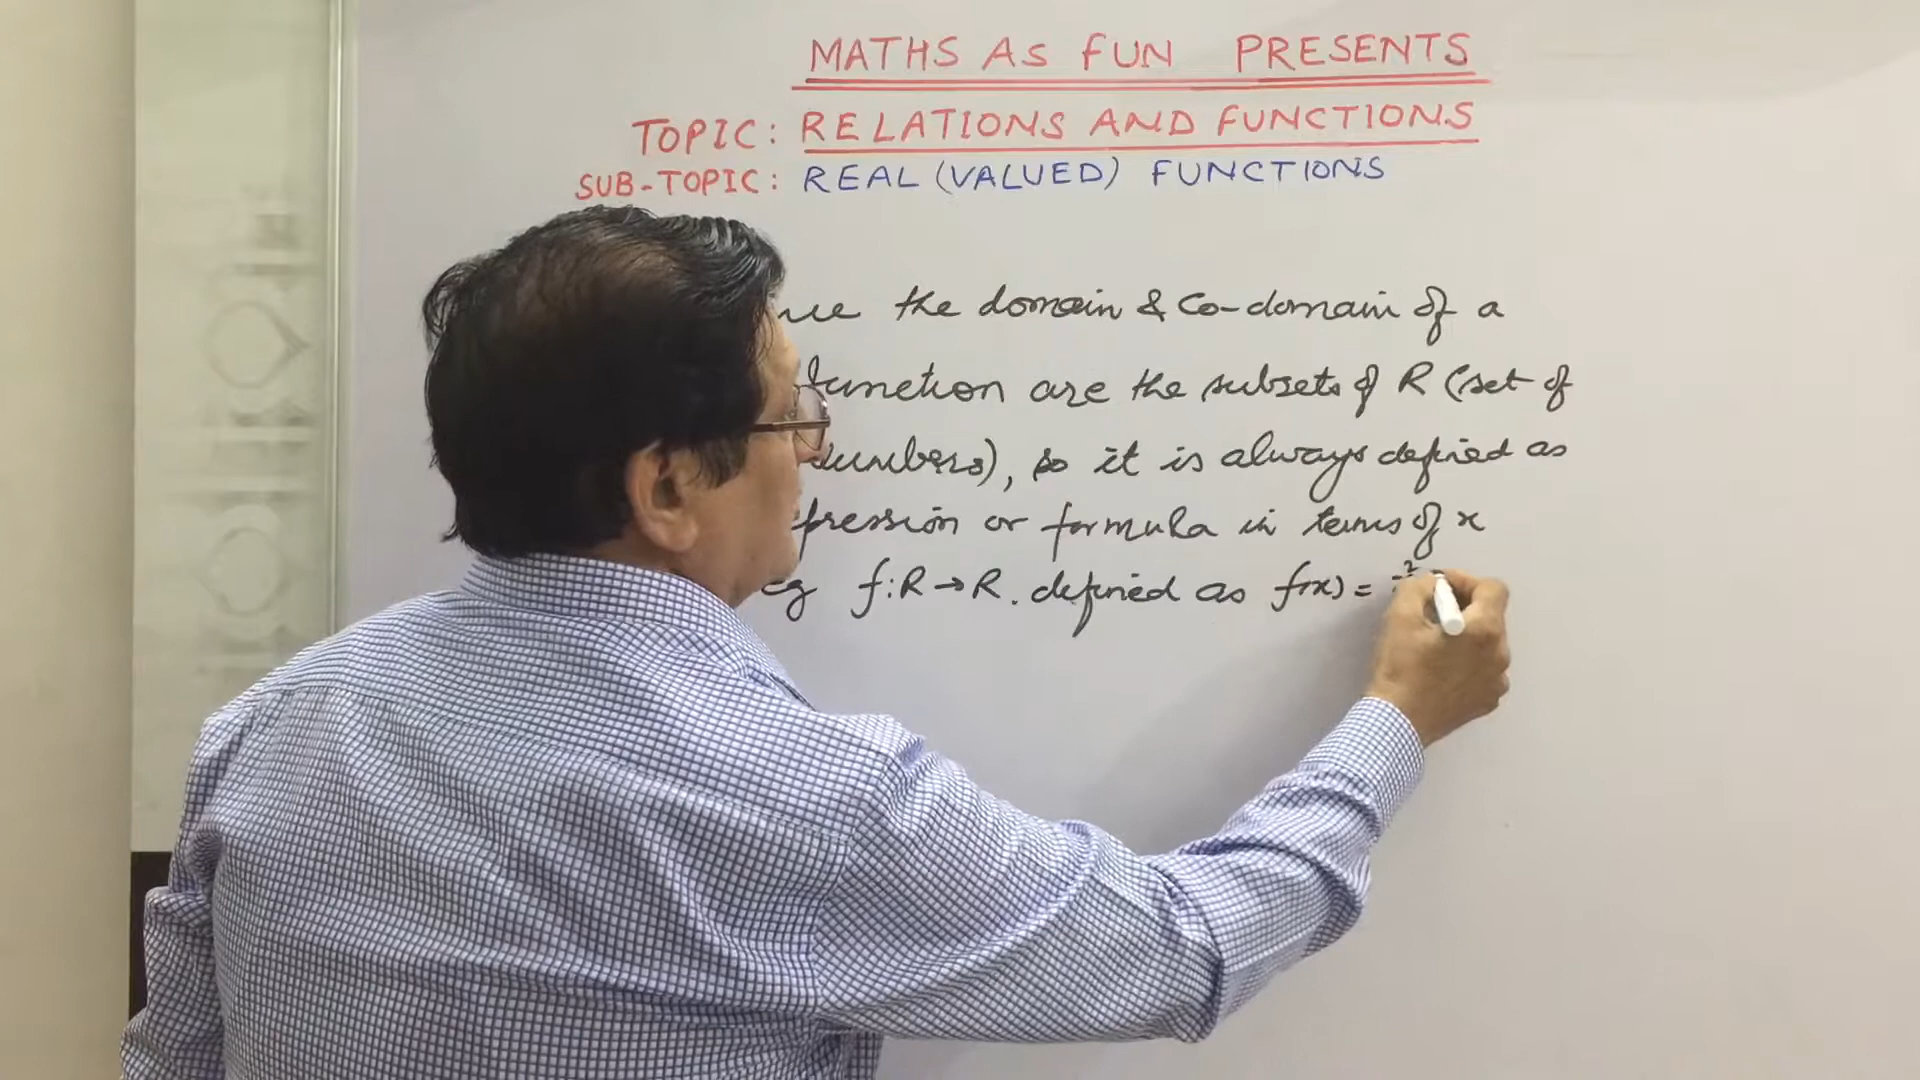 MATHS AS FUN PRESENTS
TOPIC: RELATIONS AND FUNCTIONS
SUB-TOPIC: REAL (VALUED) FUNCTIONS
the domain & Co-domain of a
function are the subsets of R (set of
numbers), so it is always defined as
or formula in terms of x
eg f:R→R. defined as f(x) =